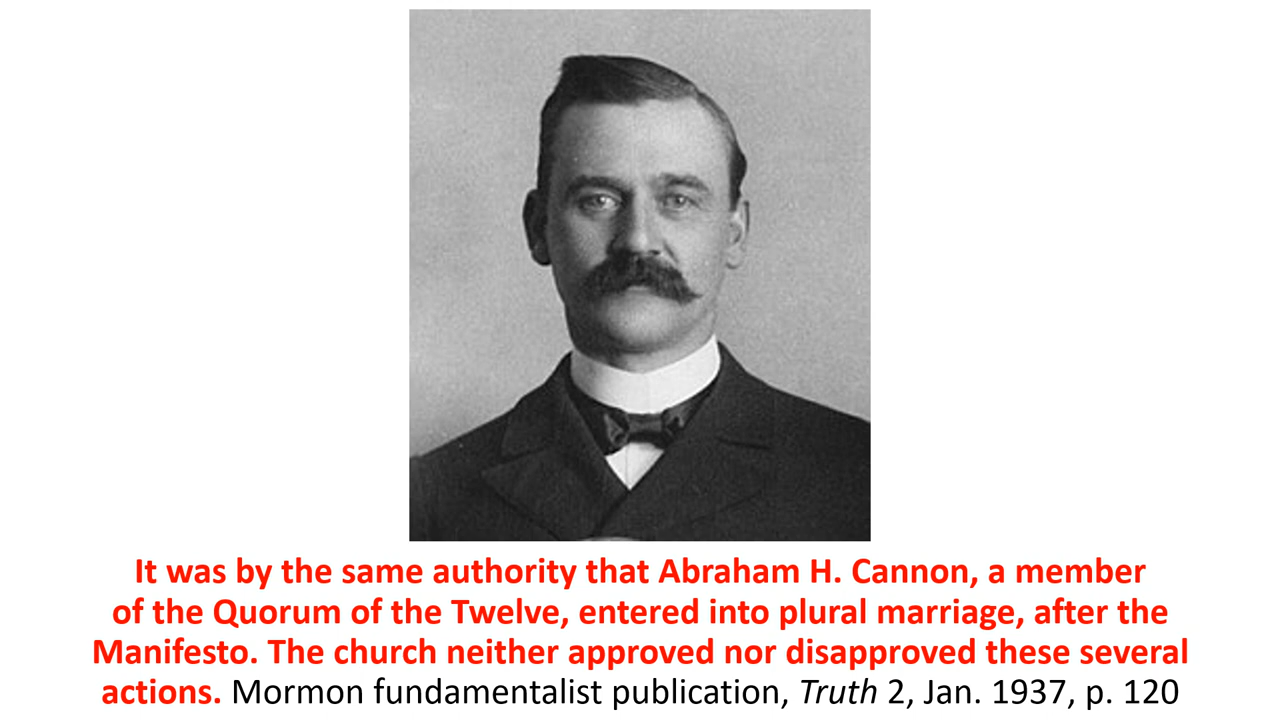 It was by the same authority that Abraham H. Cannon, a member
of the Quorum of the Twelve, entered into plural marriage, after the
Manifesto. The church neither approved nor disapproved these several
actions. Mormon fundamentalist publication, Truth 2, Jan. 1937, p. 120